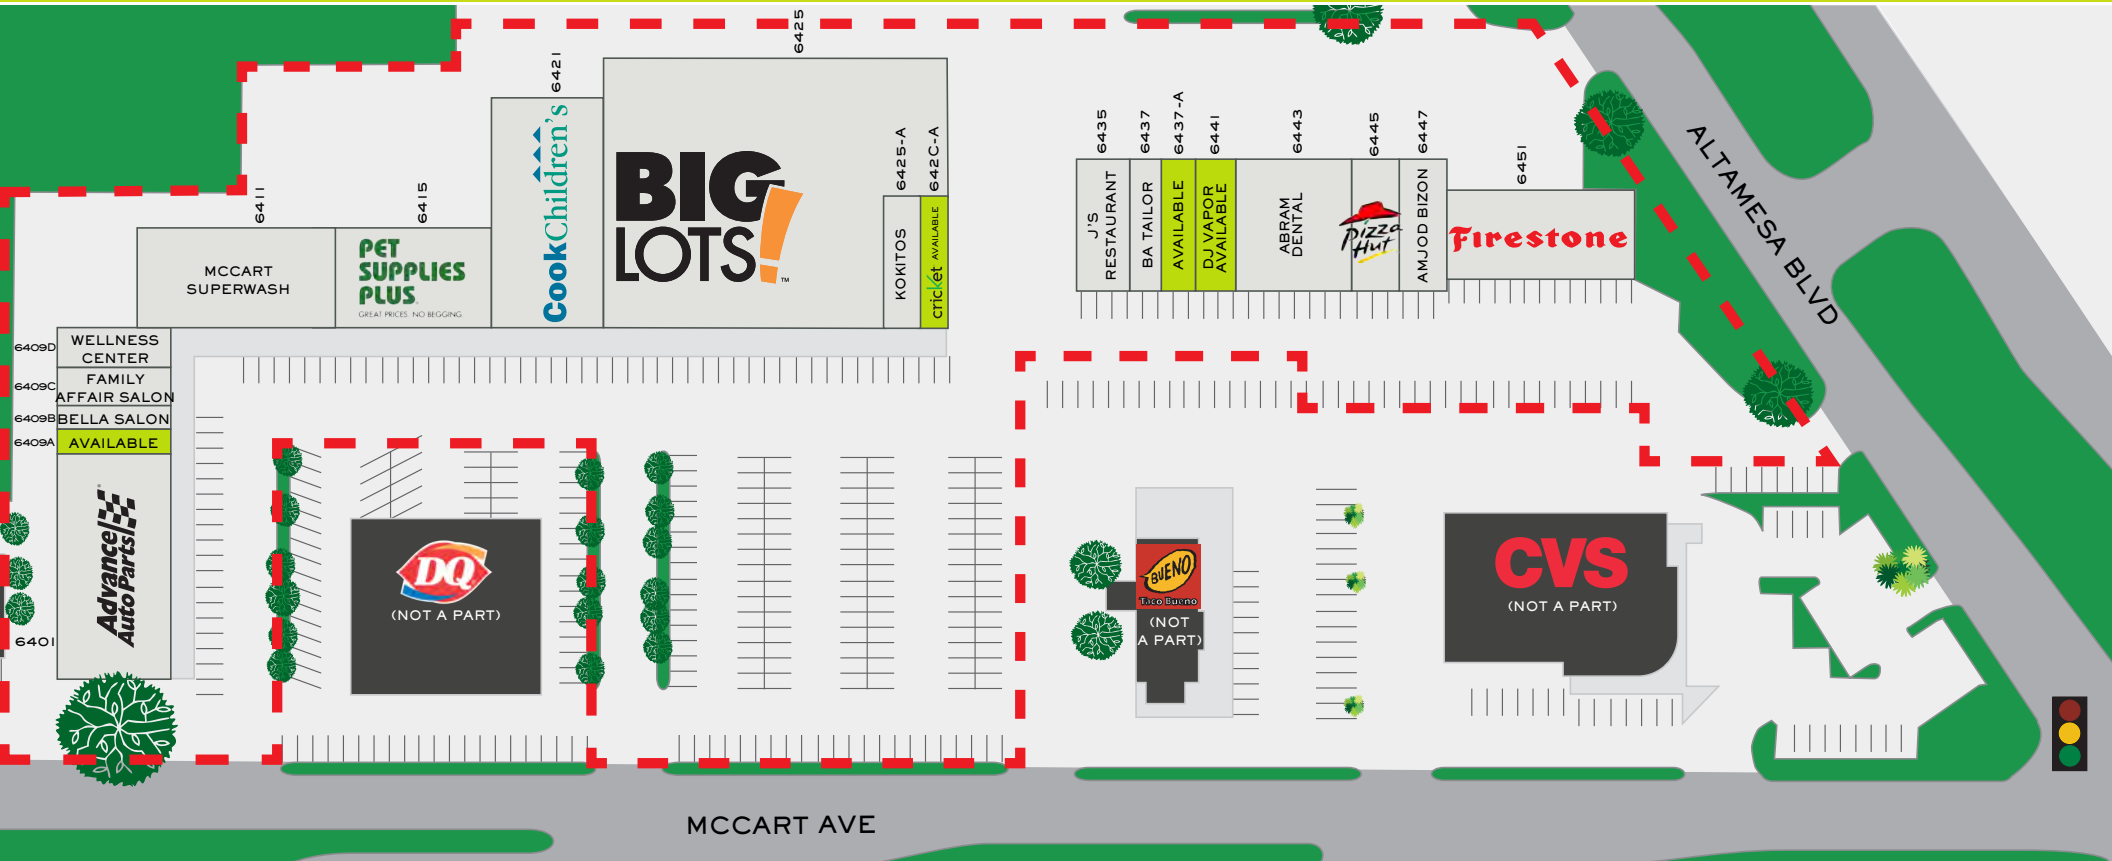 6425
6421
6411
6415
6425-A
642C-A
6435
6437
6437-A
6441
6443
6445
6447
6451
MCCART
SUPERWASH
PET
SUPPLIES
PLUS
GREAT PRICES. NO BEGGING
CookChildren's
BIG
LOTS!
™
KOKITOS
cricket AVAILABLE
J'S
RESTAURANT
BA TAILOR
AVAILABLE
DJ VAPOR
AVAILABLE
ABRAM
DENTAL
Pizza
Hut
AMJOD BIZON
Firestone
ALTAMESA BLVD
6409D
WELLNESS
CENTER
6409C
FAMILY
AFFAIR SALON
6409B
BELLA SALON
6409A
AVAILABLE
Advance
Auto Parts
6401
DQ
(NOT A PART)
BUENO
Taco Bueno
(NOT
A PART)
CVS
(NOT A PART)
MCCART AVE